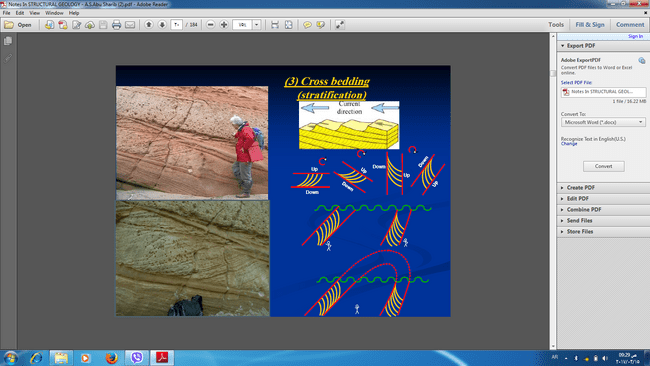 Notes In STRUCTURAL GEOLOGY - A.S.Abu Sharib (2).pdf - Adobe Reader
File Edit View Window Help
Open
/ 184
Tools
Fill & Sign
Comment
Sign In
Export PDF
Adobe ExportPDF
Convert PDF files to Word or Excel
online.
Select PDF File:
Notes In STRUCTURAL GEOL...
1 file / 16.22 MB
Convert To:
Microsoft Word (*.docx)
Recognize Text in English(U.S.)
Change
Convert
Create PDF
Edit PDF
Combine PDF
Send Files
Store Files
(3) Cross bedding
(stratification)
Current
direction
Up
Down
Up
Down
Down
Up
Down
Up
AR
00:29 ص